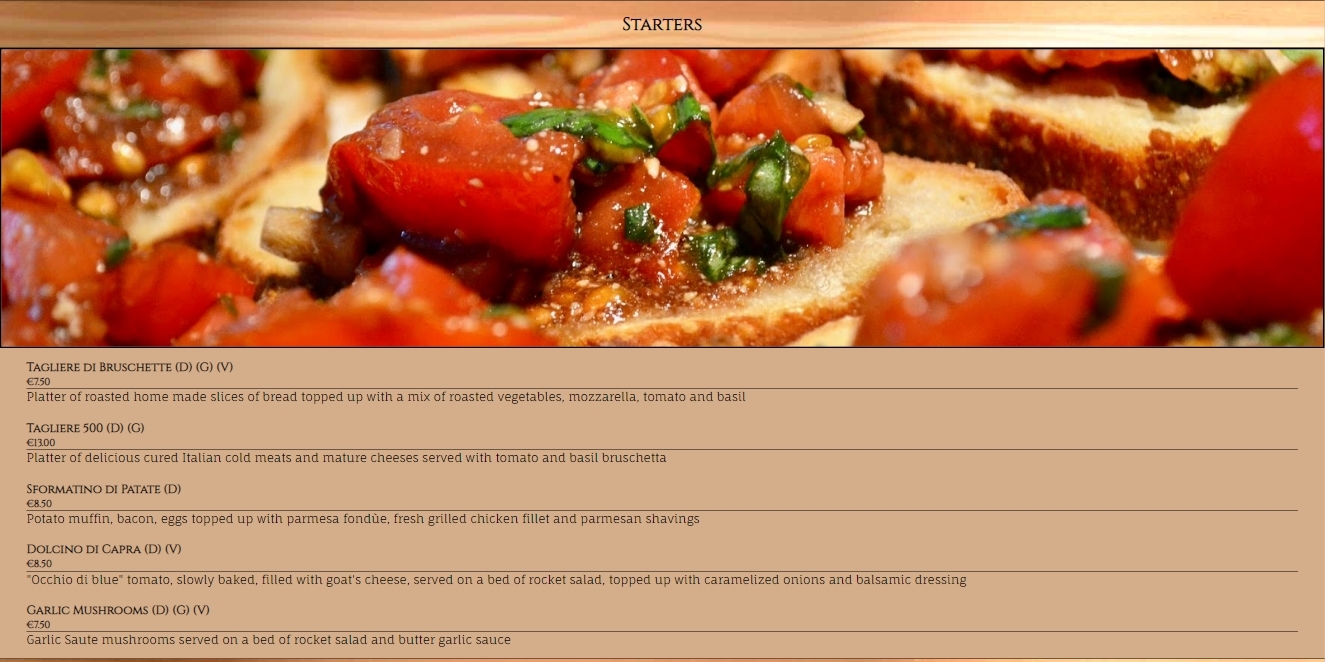 Starters
Tagliere di Bruschette (D) (G) (V)
€7.50
Platter of roasted home made slices of bread topped up with a mix of roasted vegetables, mozzarella, tomato and basil
Tagliere 500 (D) (G)
€13.00
Platter of delicious cured Italian cold meats and mature cheeses served with tomato and basil bruschetta
Sformatino di Patate (D)
€8.50
Potato muffin, bacon, eggs topped up with parmesa fondùe, fresh grilled chicken fillet and parmesan shavings
Dolcino di Capra (D) (V)
€8.50
"Occhio di blue" tomato, slowly baked, filled with goat's cheese, served on a bed of rocket salad, topped up with caramelized onions and balsamic dressing
Garlic Mushrooms (D) (G) (V)
€7.50
Garlic Saute mushrooms served on a bed of rocket salad and butter garlic sauce